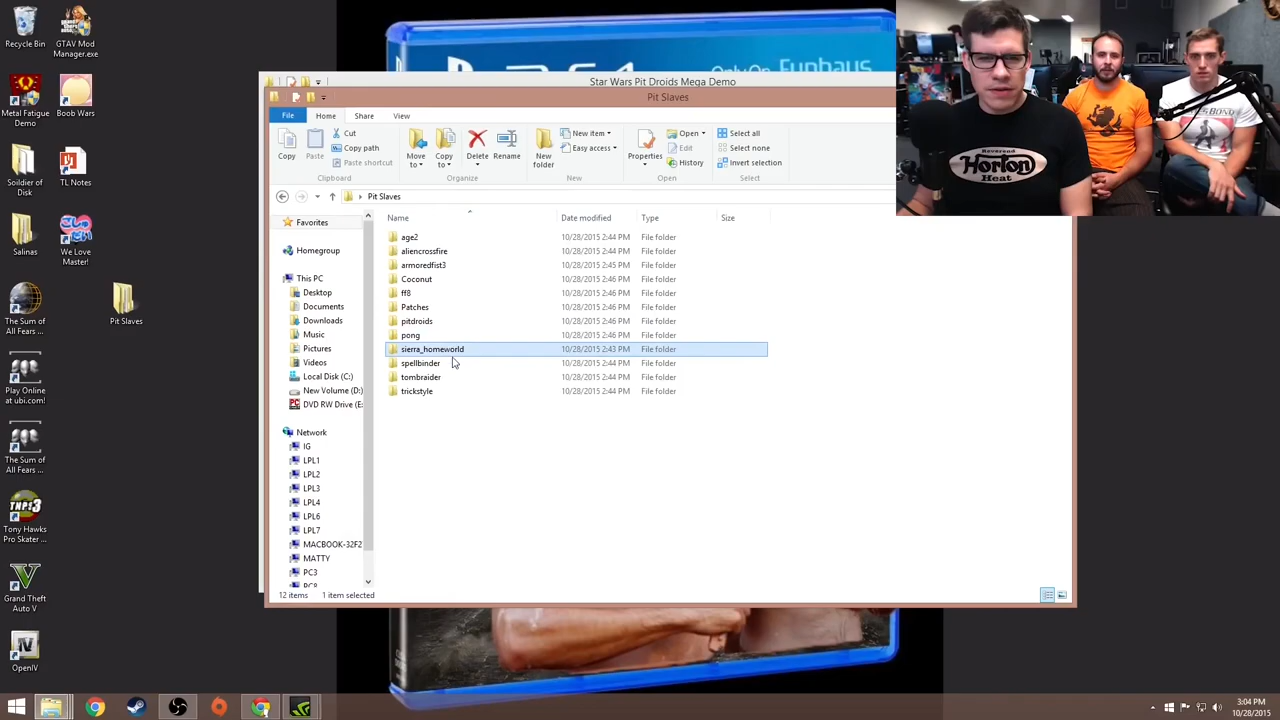 Recycle Bin
GTAV Mod
Manager.exe
Metal Fatigue
Demo
Boob Wars
Soildier of
Disk
TL Notes
Salinas
We Love
Master!
The Sum of
All Fears ...
Pit Slaves
Play Online
at ubi.com!
The Sum of
All Fears ...
Tony Hawks
Pro Skater ...
Grand Theft
Auto V
OpenIV
PS4
Only On Funhaus
Star Wars Pit Droids Mega Demo
Pit Slaves
File
Home
Share
View
Copy
Paste
Cut
Copy path
Paste shortcut
Clipboard
Move
to
Copy
to
Delete
Rename
Organize
New
folder
New item
Easy access
New
Properties
Open
Edit
History
Open
Select all
Select none
Invert selection
Select
Pit Slaves
Favorites
Homegroup
This PC
Desktop
Documents
Downloads
Music
Pictures
Videos
Local Disk (C:)
New Volume (D:)
DVD RW Drive (E:
Network
IG
LPL1
LPL2
LPL3
LPL4
LPL6
LPL7
MACBOOK-32F2
MATTY
PC3
PC8
Name Date modified Type Size
age2 10/28/2015 2:44 PM File folder
aliencrossfire 10/28/2015 2:44 PM File folder
armoredfist3 10/28/2015 2:45 PM File folder
Coconut 10/28/2015 2:46 PM File folder
ff8 10/28/2015 2:46 PM File folder
Patches 10/28/2015 2:46 PM File folder
pitdroids 10/28/2015 2:46 PM File folder
pong 10/28/2015 2:46 PM File folder
sierra_homeworld 10/28/2015 2:43 PM File folder
spellbinder 10/28/2015 2:44 PM File folder
tombraider 10/28/2015 2:44 PM File folder
trickstyle 10/28/2015 2:44 PM File folder
12 items 1 item selected
Reverend
Horton
Heat
3:04 PM
10/28/2015